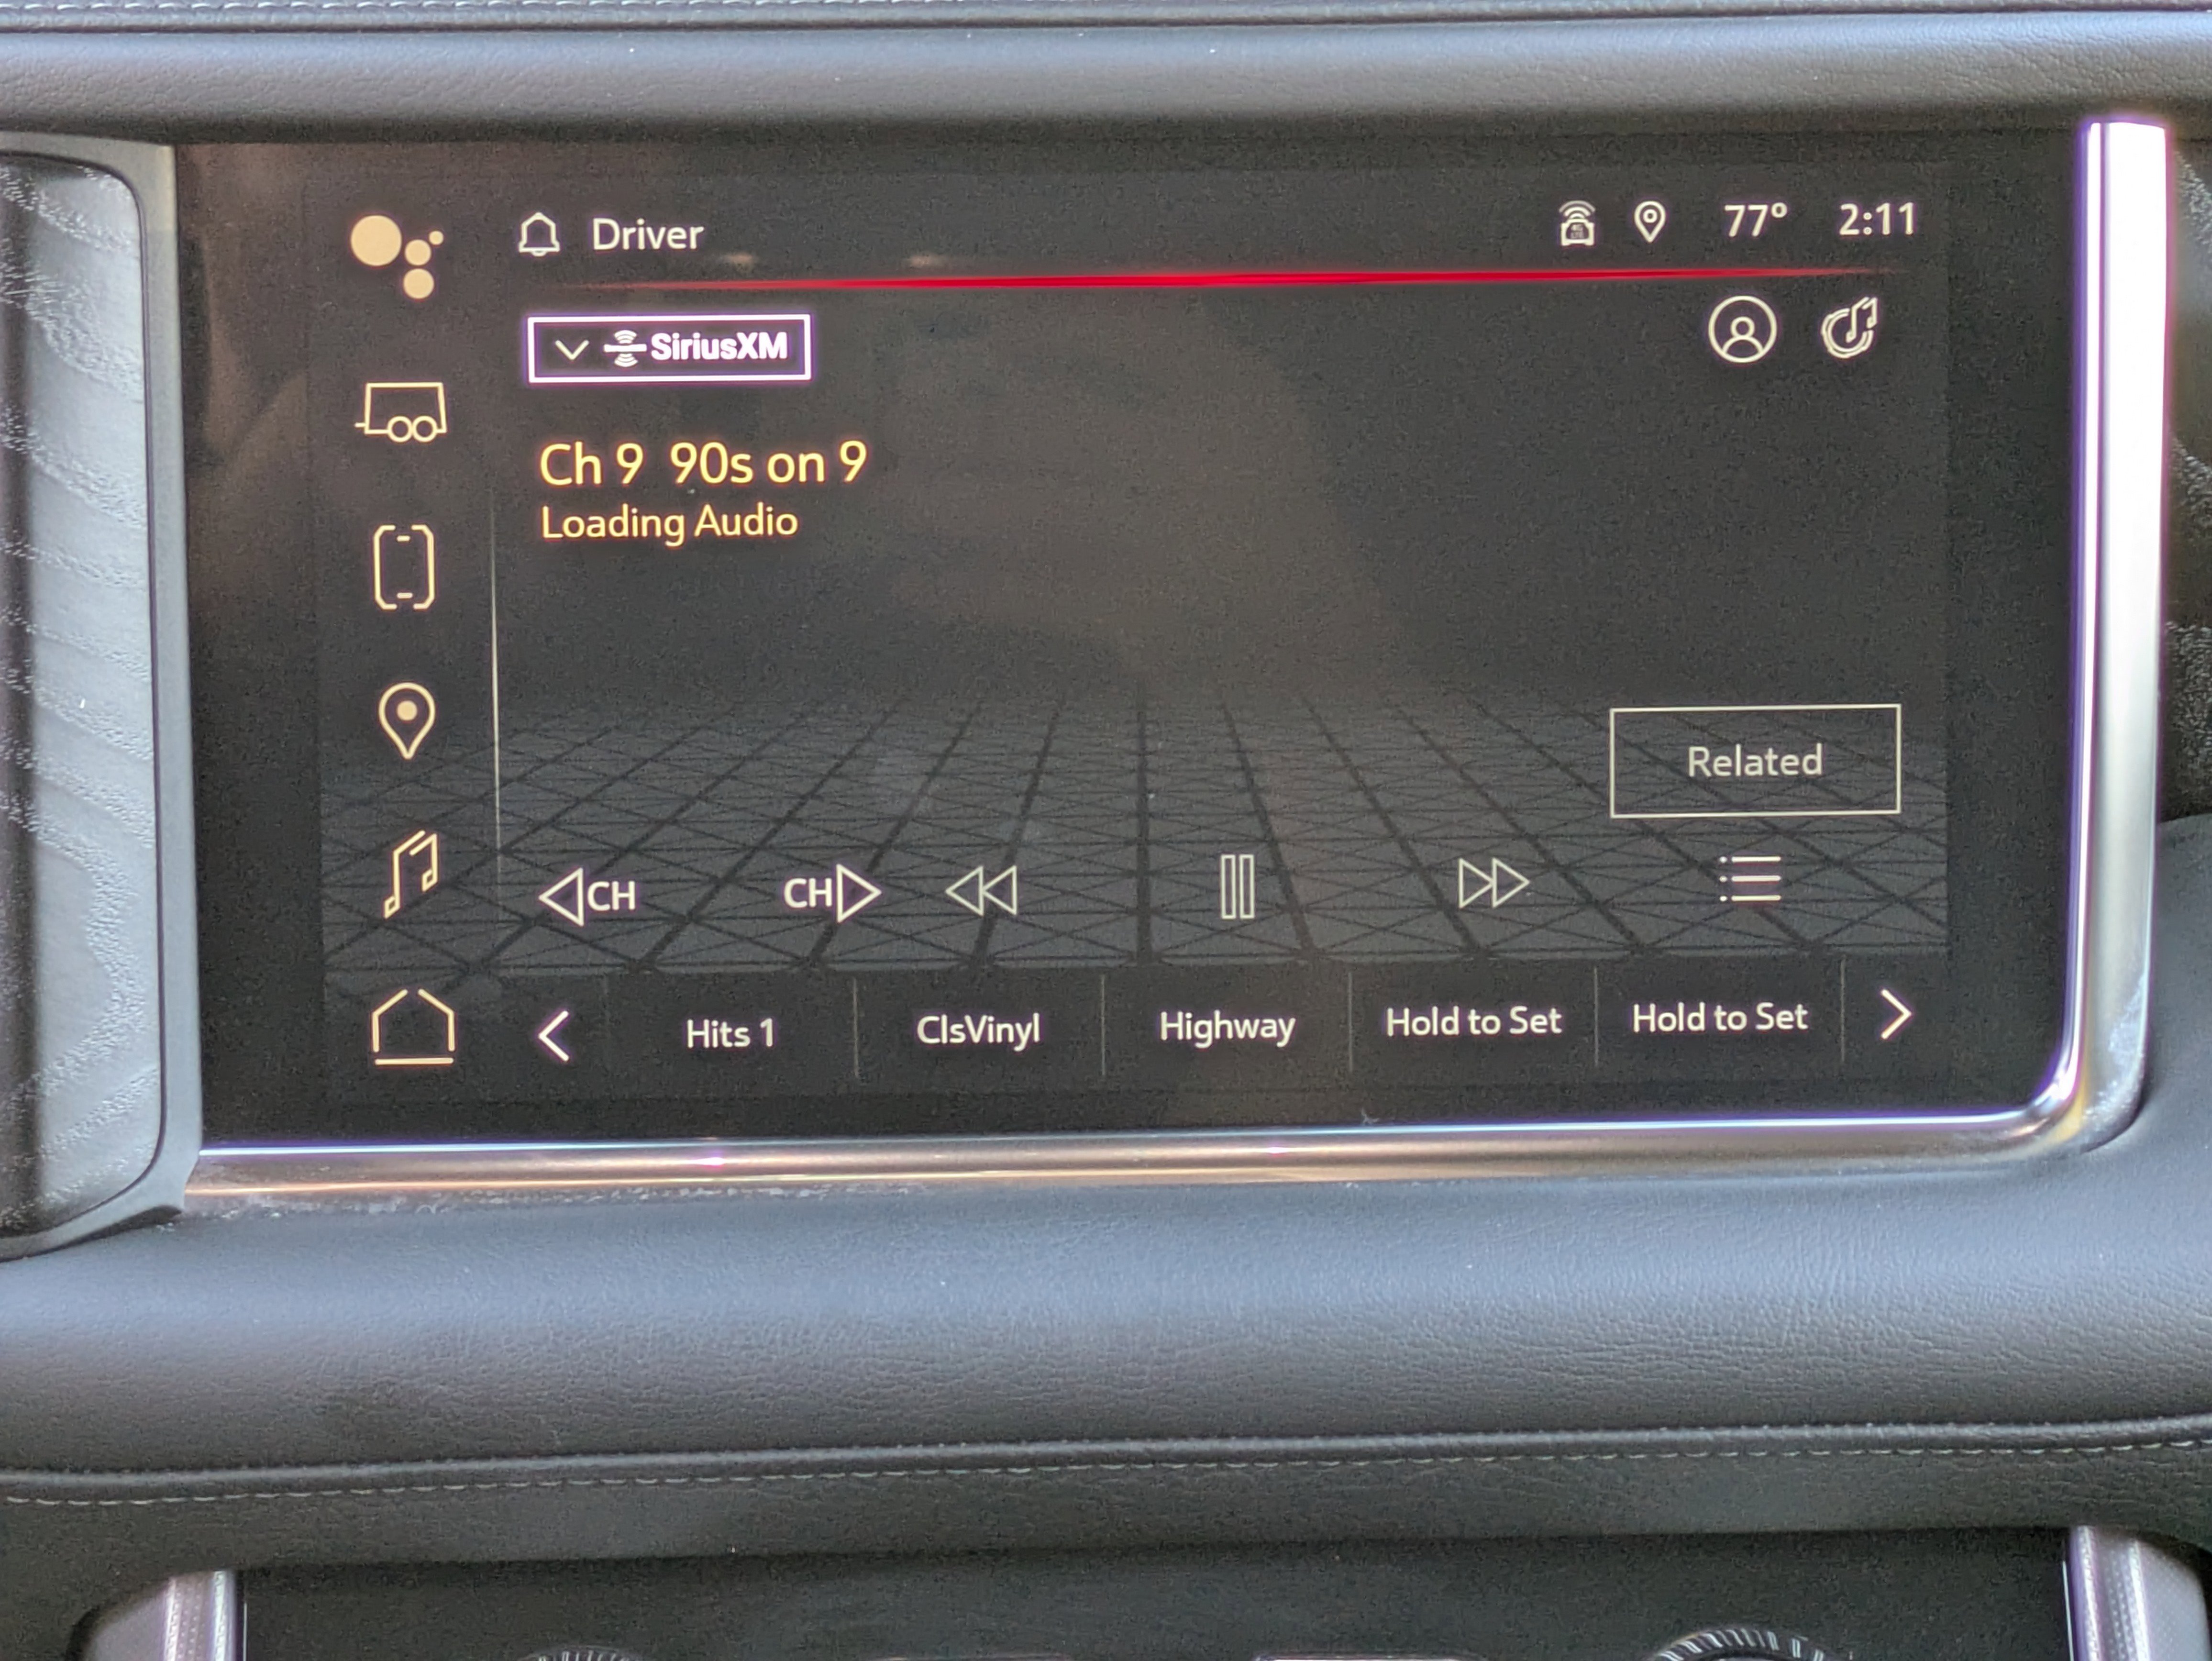 Driver
77° 2:11
SiriusXM
Ch 9 90s on 9
Loading Audio
Related
CH CH
Hits 1 ClsVinyl Highway Hold to Set Hold to Set